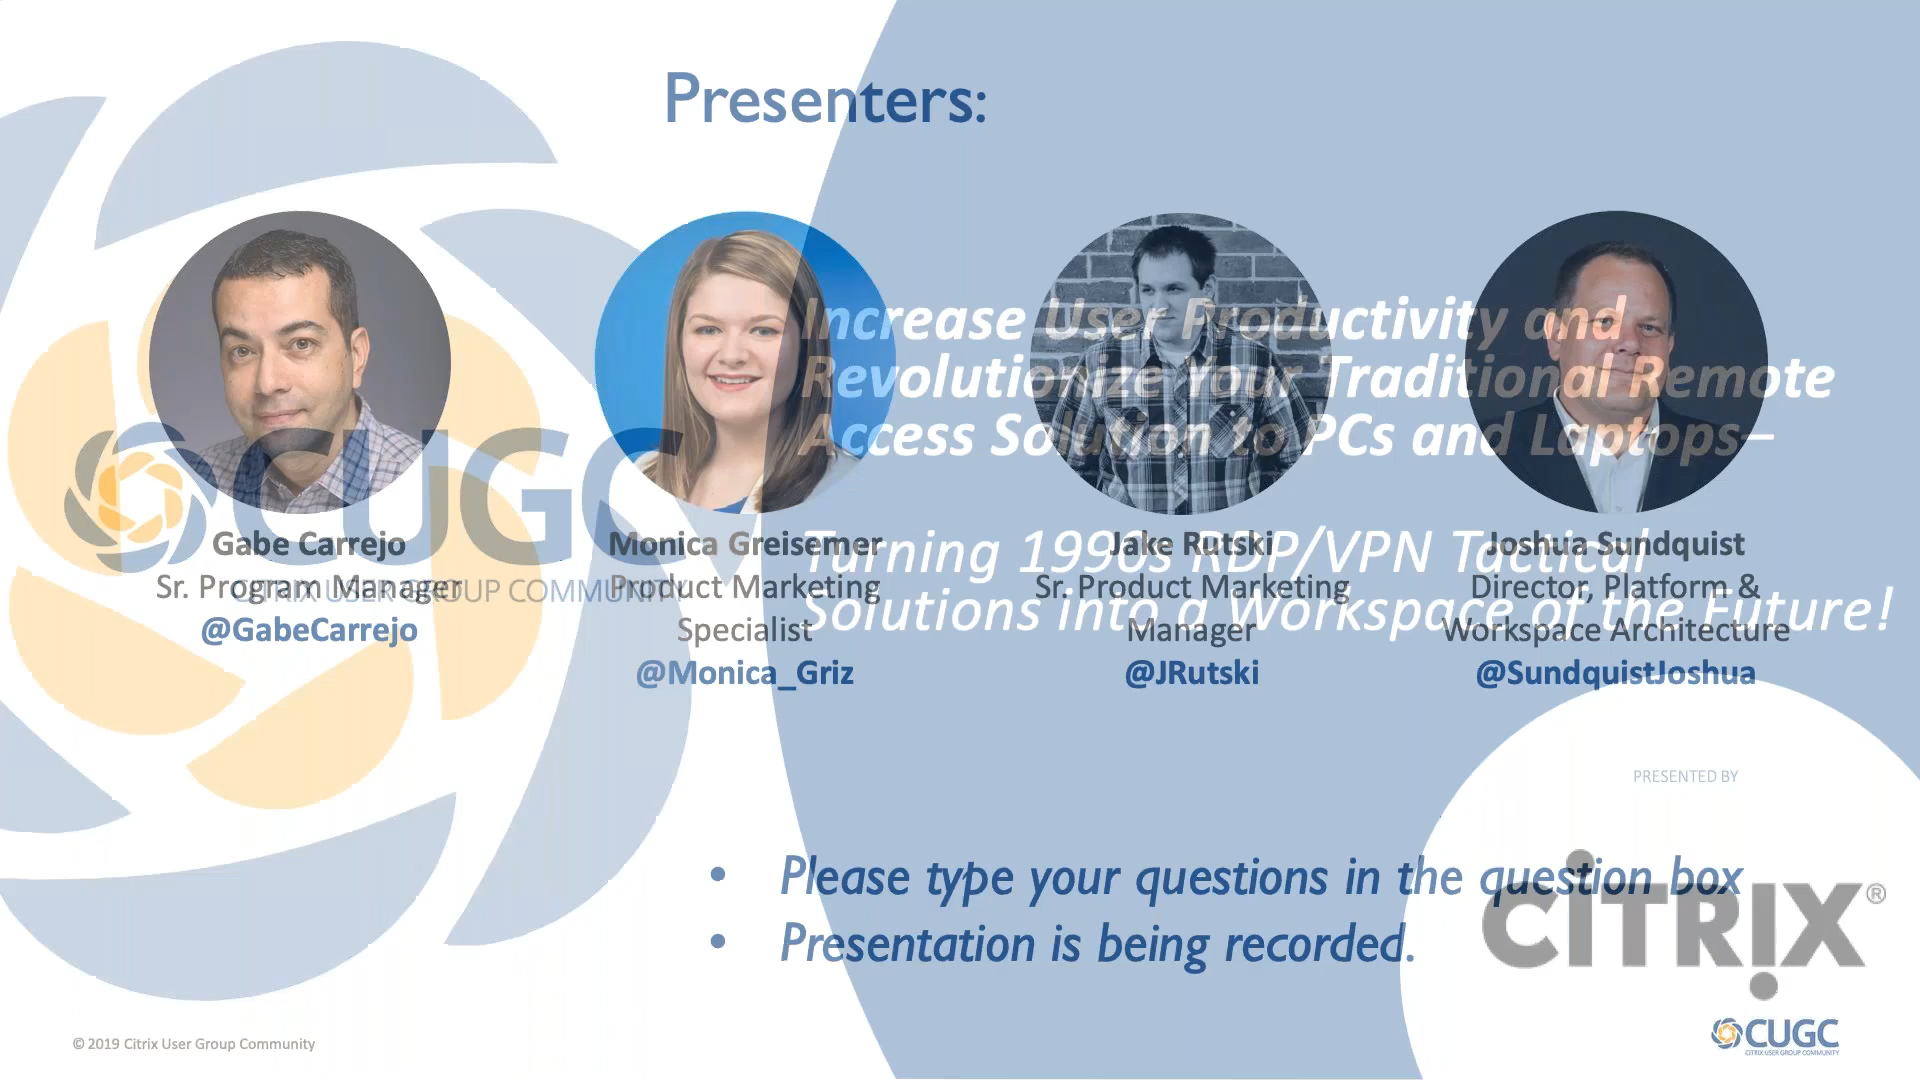 Presenters:
Increase User Productivity and
Revolutionize Your Traditional Remote
Access Solution to PCs and Laptops–
Turning 1990s RDP/VPN Tactical
Solutions into a Workspace of the Future!
CUGC
CITRIX USER GROUP COMMUNITY
Gabe Carrejo
Sr. Program Manager
@GabeCarrejo
Monica Greisemer
Product Marketing
Specialist
@Monica_Griz
Jake Rutski
Sr. Product Marketing
Manager
@JRutski
Joshua Sundquist
Director, Platform &
Workspace Architecture
@SundquistJoshua
PRESENTED BY
CITRIX®
• Please type your questions in the question box
• Presentation is being recorded.
© 2019 Citrix User Group Community
CUGC
CITRIX USER GROUP COMMUNITY